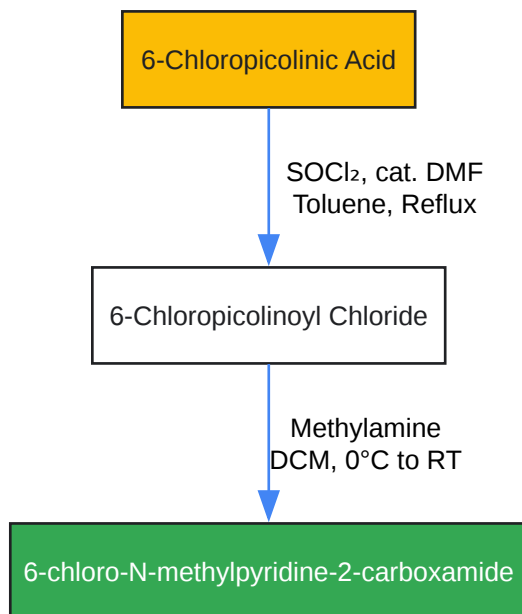 6-Chloropicolinic Acid
SOCl₂, cat. DMF
Toluene, Reflux
6-Chloropicolinoyl Chloride
Methylamine
DCM, 0°C to RT
6-chloro-N-methylpyridine-2-carboxamide